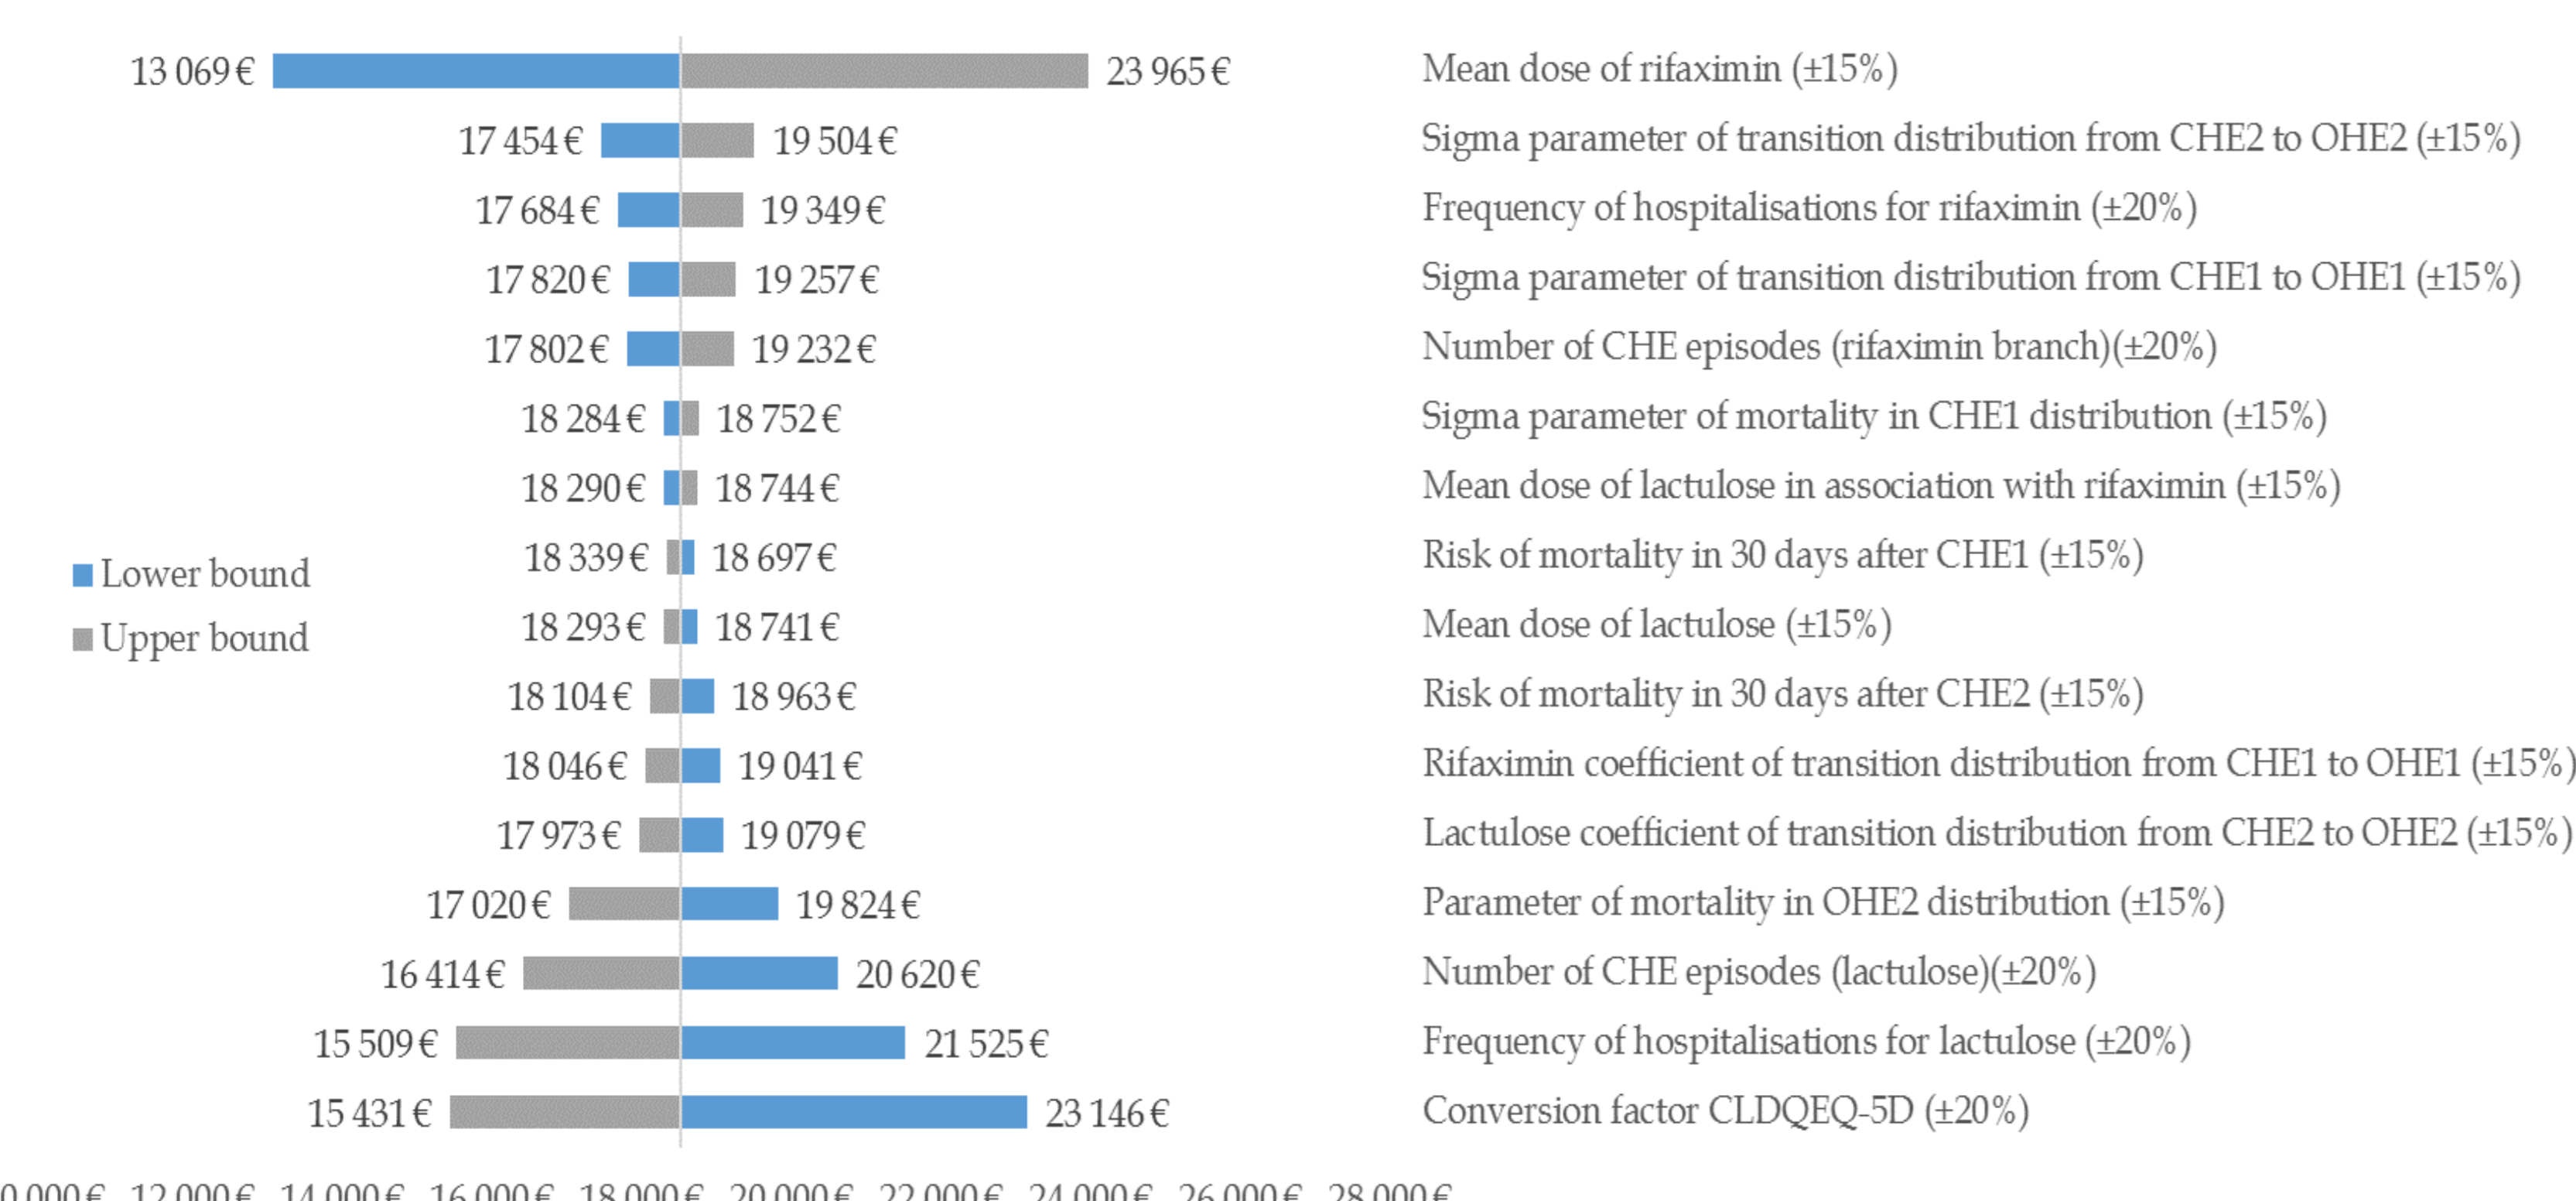 13 069 € 23 965 € Mean dose of rifaximin (±15%)
17 454 € 19 504 € Sigma parameter of transition distribution from CHE2 to OHE2 (±15%)
17 684 € 19 349 € Frequency of hospitalisations for rifaximin (±20%)
17 820 € 19 257 € Sigma parameter of transition distribution from CHE1 to OHE1 (±15%)
17 802 € 19 232 € Number of CHE episodes (rifaximin branch)(±20%)
18 284 € 18 752 € Sigma parameter of mortality in CHE1 distribution (±15%)
18 290 € 18 744 € Mean dose of lactulose in association with rifaximin (±15%)
18 339 € 18 697 € Risk of mortality in 30 days after CHE1 (±15%)
Lower bound
18 293 € 18 741 € Mean dose of lactulose (±15%)
Upper bound
18 104 € 18 963 € Risk of mortality in 30 days after CHE2 (±15%)
18 046 € 19 041 € Rifaximin coefficient of transition distribution from CHE1 to OHE1 (±15%)
17 973 € 19 079 € Lactulose coefficient of transition distribution from CHE2 to OHE2 (±15%)
17 020 € 19 824 € Parameter of mortality in OHE2 distribution (±15%)
16 414 € 20 620 € Number of CHE episodes (lactulose)(±20%)
15 509 € 21 525 € Frequency of hospitalisations for lactulose (±20%)
15 431 € 23 146 € Conversion factor CLDQEQ-5D (±20%)
0 000 € 12 000 € 14 000 € 16 000 € 18 000 € 20 000 € 22 000 € 24 000 € 26 000 € 28 000 €